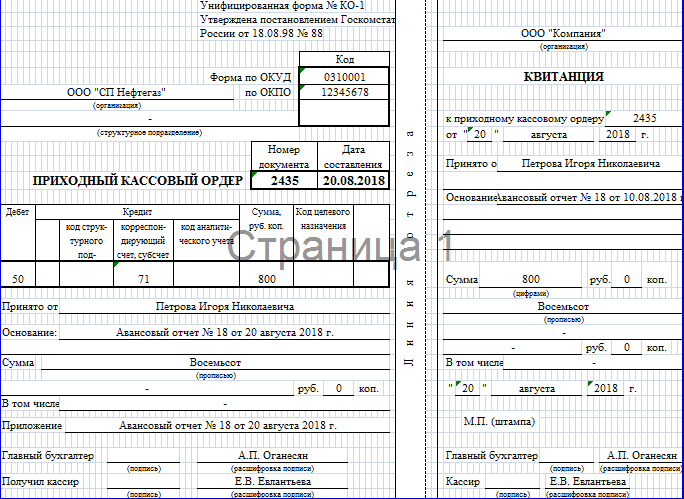 Унифицированная форма № КО-1
Утверждена постановлением Госкомстат
России от 18.08.98 № 88
Код
Форма по ОКУД 0310001
ООО "СП Нефтегаз" по ОКПО 12345678
(организация)
-
(структурное подразделение)
Номер документа Дата составления
ПРИХОДНЫЙ КАССОВЫЙ ОРДЕР 2435 20.08.2018
Дебет Кредит Сумма, руб. коп. Код целевого назначения
код струк-турного под- корреспон-дирующий счет, субсчет код аналити-ческого учета
50 71 800
Принято от Петрова Игоря Николаевича
Основание: Авансовый отчет № 18 от 20 августа 2018 г.
Сумма Восемьсот
(прописью)
- руб. 0 коп.
В том числе -
Приложение Авансовый отчет № 18 от 20 августа 2018 г.
Главный бухгалтер А.П. Оганесян
(подпись) (расшифровка подписи)
Получил кассир Е.В. Евлантьева
(подпись) (расшифровка подписи)
Страница 1
Линия отреза
ООО "Компания"
(организация)
КВИТАНЦИЯ
к приходному кассовому ордеру 2435
от " 20 " августа 2018 г.
Принято о Петрова Игоря Николаевича
Основание Авансовый отчет № 18 от 10.08.2018 г
Сумма 800 руб. 0 коп.
(цифрами)
Восемьсот
(прописью)
-
- руб. 0 коп.
В том числе -
" 20 " августа 2018 г.
М.П. (штампа)
Главный бухгалтер А.П. Оганесян
(подпись) (расшифровка подписи)
Кассир Е.В. Евлантьева
(подпись) (расшифровка подписи)